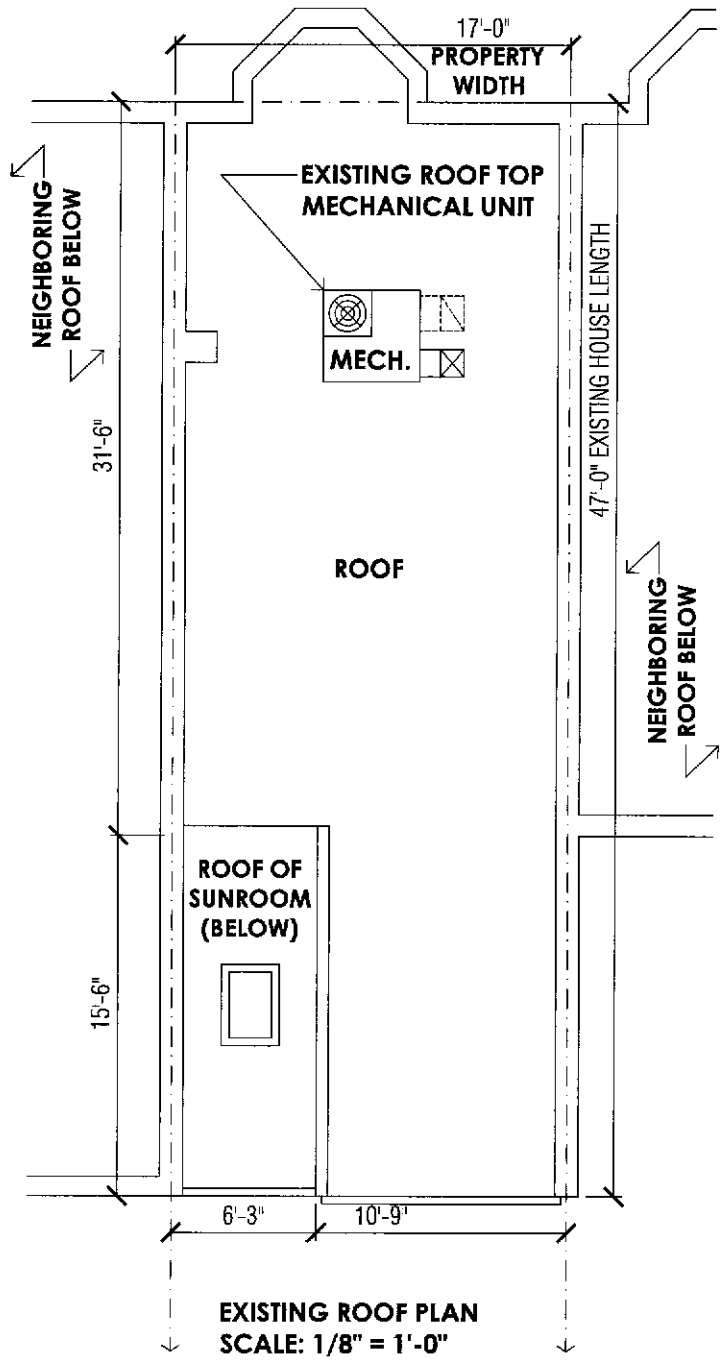 17'-0"
PROPERTY
WIDTH
EXISTING ROOF TOP
MECHANICAL UNIT
NEIGHBORING
ROOF BELOW
MECH.
47'-0" EXISTING HOUSE LENGTH
31'-6"
ROOF
NEIGHBORING
ROOF BELOW
ROOF OF
SUNROOM
(BELOW)
15'-6"
6'-3"
10'-9"
EXISTING ROOF PLAN
SCALE: 1/8" = 1'-0"